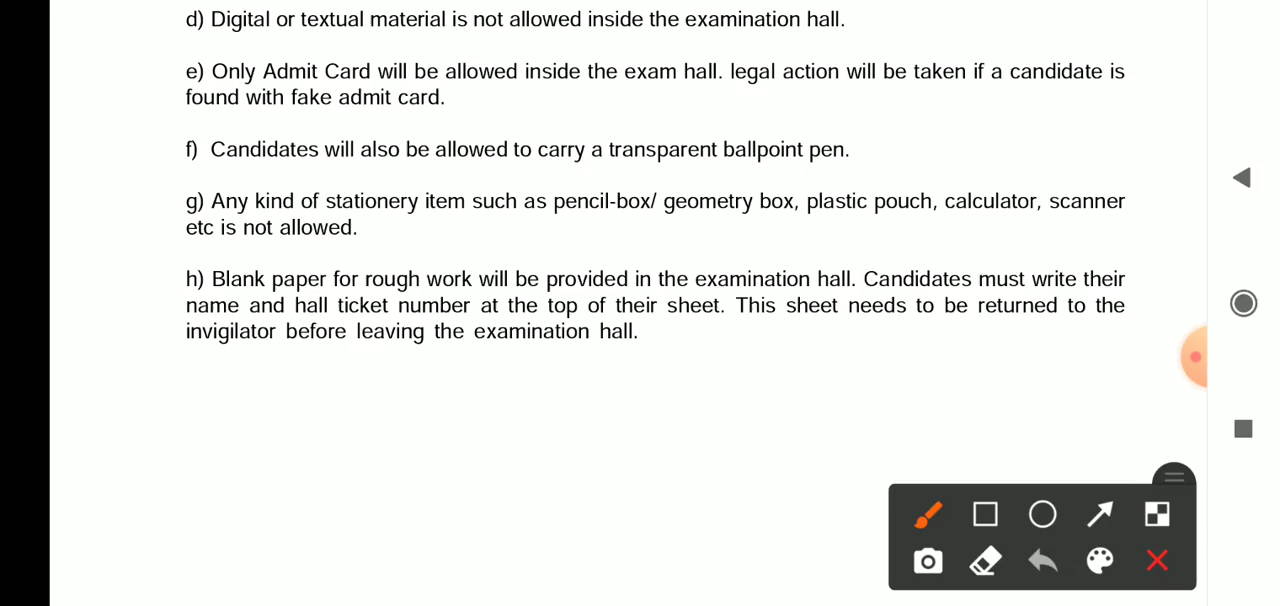 d) Digital or textual material is not allowed inside the examination hall.
e) Only Admit Card will be allowed inside the exam hall. legal action will be taken if a candidate is
found with fake admit card.
f) Candidates will also be allowed to carry a transparent ballpoint pen.
g) Any kind of stationery item such as pencil-box/ geometry box, plastic pouch, calculator, scanner
etc is not allowed.
h) Blank paper for rough work will be provided in the examination hall. Candidates must write their
name and hall ticket number at the top of their sheet. This sheet needs to be returned to the
invigilator before leaving the examination hall.